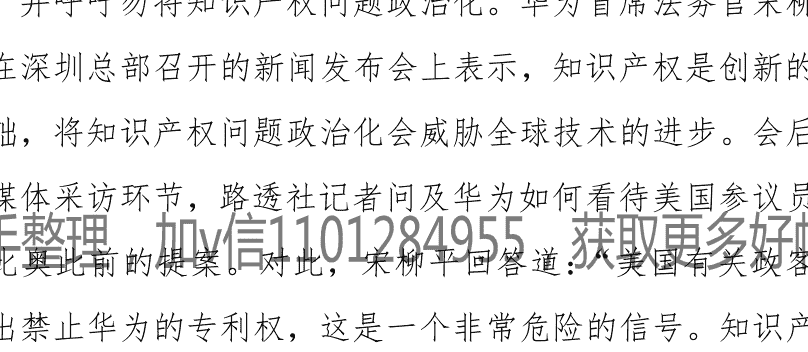 并呼吁勿将知识产权问题政治化。华为首席法务官宋柳
在深圳总部召开的新闻发布会上表示，知识产权是创新的
础，将知识产权问题政治化会威胁全球技术的进步。会后
媒体采访环节，路透社记者问及华为如何看待美国参议员
整理 加v信1101284955 获取更多好
比奥此前的提案。对此，宋柳平回答道：“美国有关政客
出禁止华为的专利权，这是一个非常危险的信号。知识产